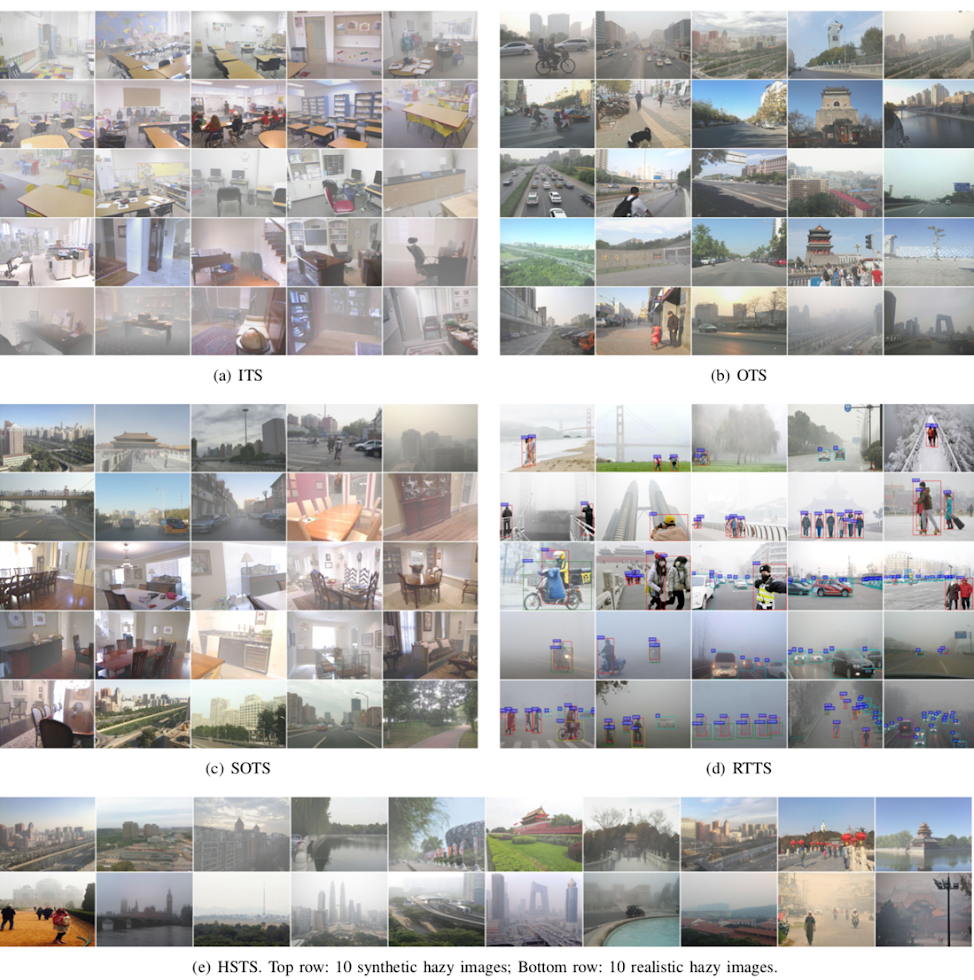 (a) ITS
(b) OTS
(c) SOTS
(d) RTTS
(e) HSTS. Top row: 10 synthetic hazy images; Bottom row: 10 realistic hazy images.